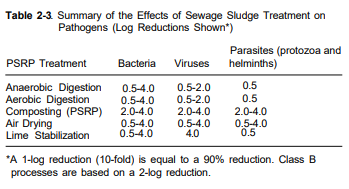 Table 2-3. Summary of the Effects of Sewage Sludge Treatment on
Pathogens (Log Reductions Shown*)
Parasites (protozoa and
PSRP Treatment Bacteria Viruses helminths)
Anaerobic Digestion 0.5-4.0 0.5-2.0 0.5
Aerobic Digestion 0.5-4.0 0.5-2.0 0.5
Composting (PSRP) 2.0-4.0 2.0-4.0 2.0-4.0
Air Drying 0.5-4.0 0.5-4.0 0.5-4.0
Lime Stabilization 0.5-4.0 4.0 0.5
*A 1-log reduction (10-fold) is equal to a 90% reduction. Class B
processes are based on a 2-log reduction.